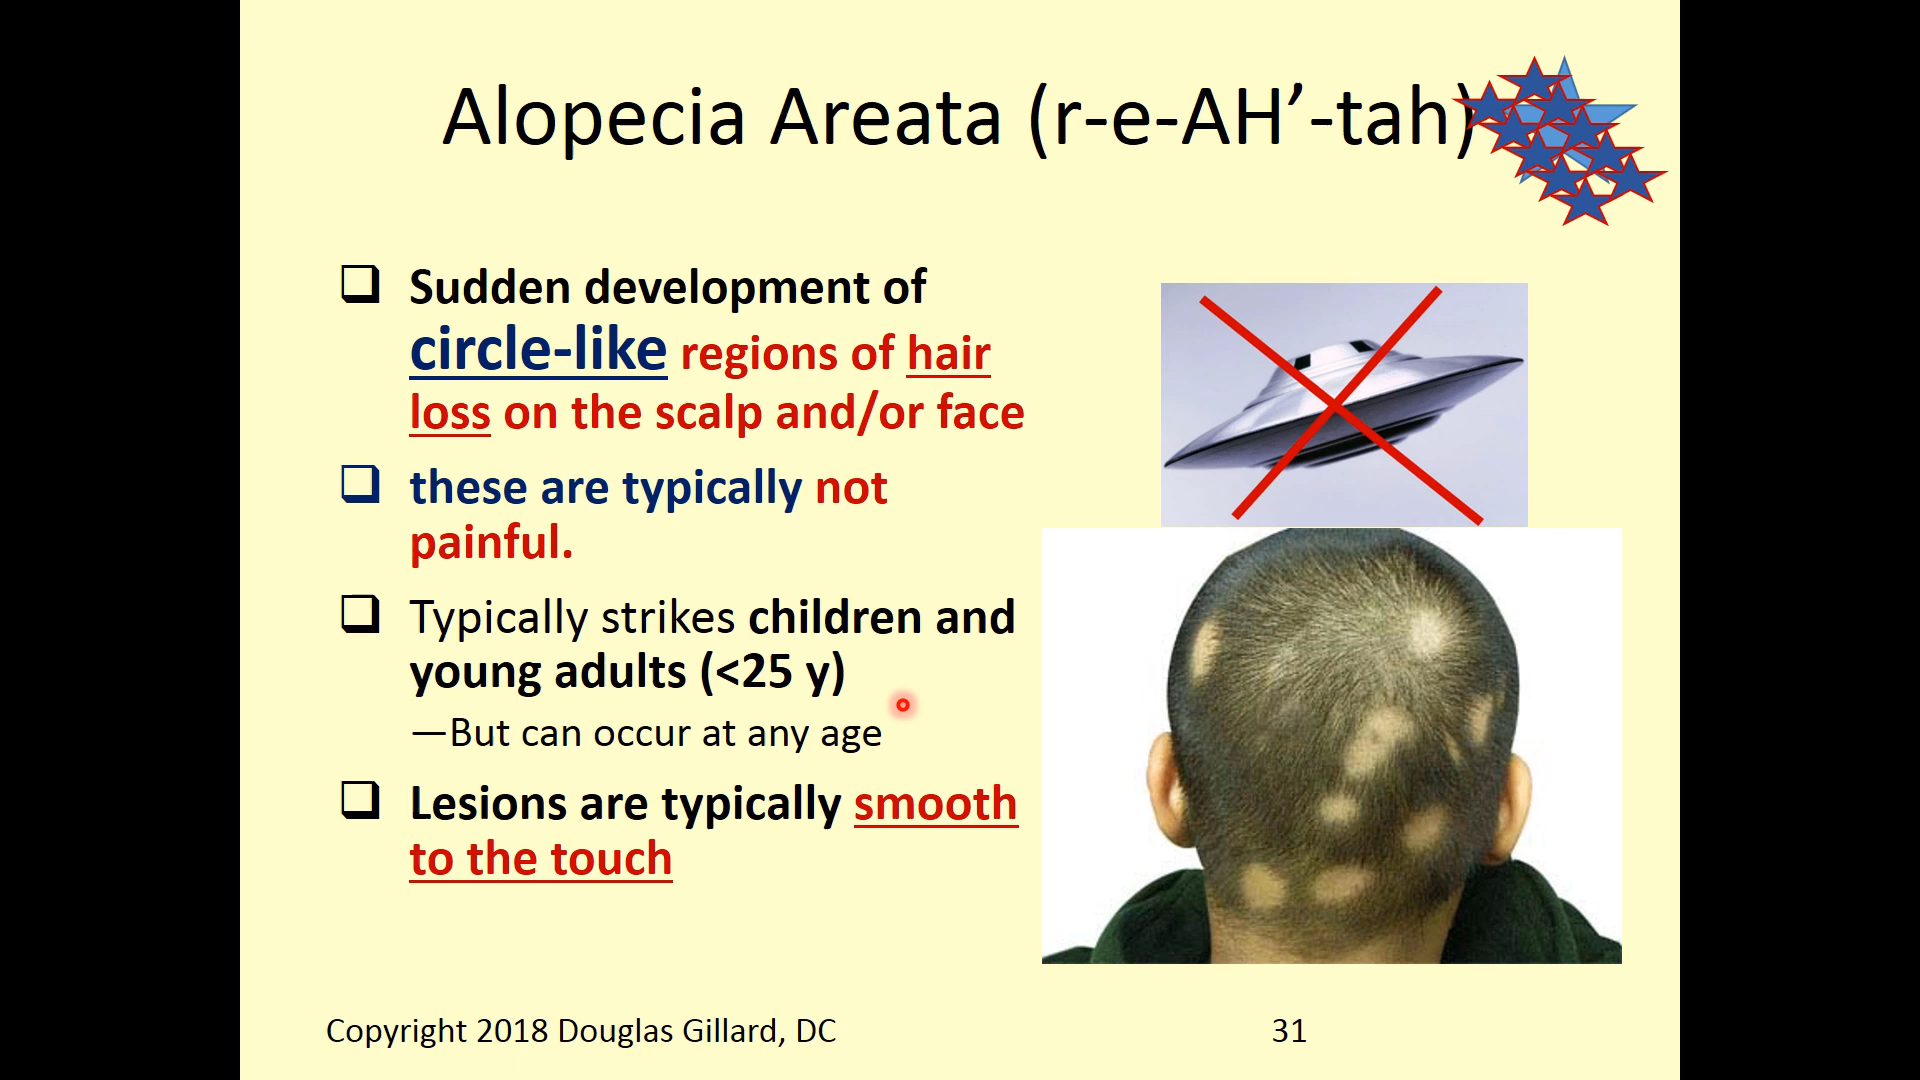 Alopecia Areata (r-e-AH’-tah)
Sudden development of
circle-like regions of hair
loss on the scalp and/or face
these are typically not
painful.
Typically strikes children and
young adults (<25 y)
—But can occur at any age
Lesions are typically smooth
to the touch
Copyright 2018 Douglas Gillard, DC
31